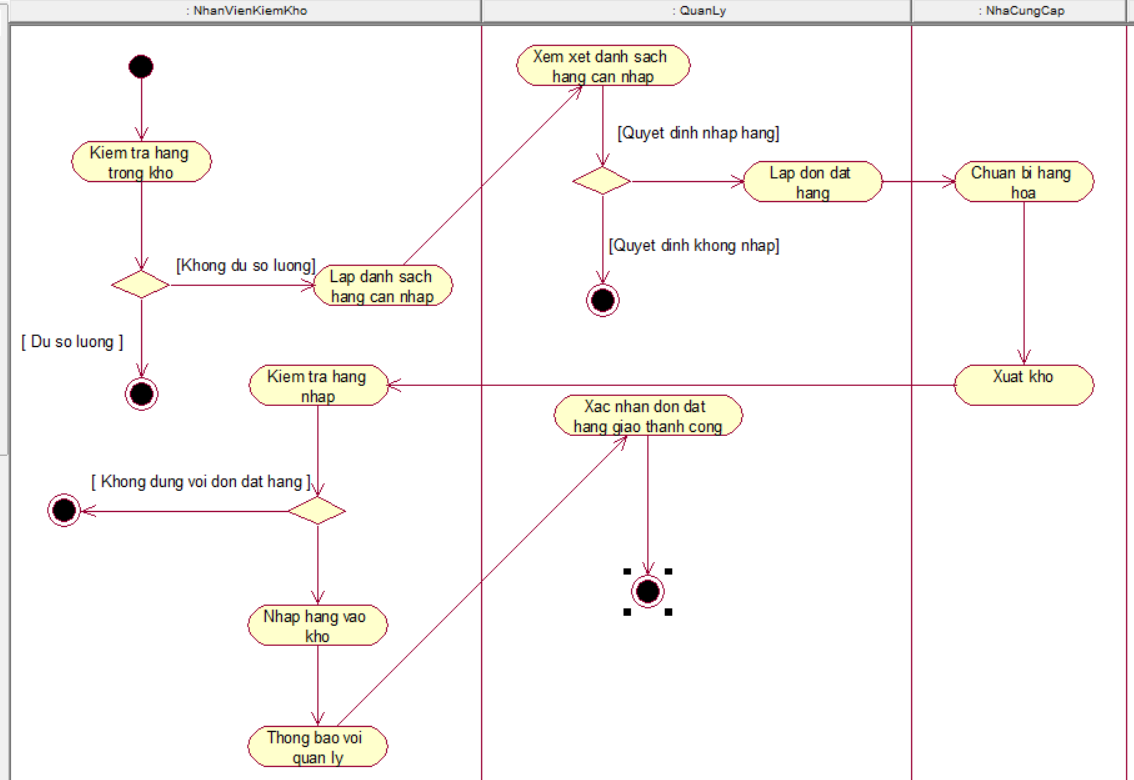 : NhanVienKiemKho
: QuanLy
: NhaCungCap
Xem xet danh sach
hang can nhap
[Quyet dinh nhap hang]
Kiem tra hang
trong kho
Lap don dat
hang
Chuan bi hang
hoa
[Quyet dinh khong nhap]
[Khong du so luong]
Lap danh sach
hang can nhap
[ Du so luong ]
Kiem tra hang
nhap
Xuat kho
Xac nhan don dat
hang giao thanh cong
[ Khong dung voi don dat hang ]
Nhap hang vao
kho
Thong bao voi
quan ly